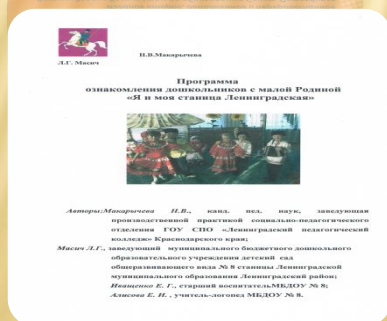 Н.В.Макарычева
Л.Г. Масич
Программа
ознакомления дошкольников с малой Родиной
«Я и моя станица Ленинградская»
Авторы:Макарычева Н.В., канд. пед. наук, заведующая
производственной практикой социально-педагогического
отделения ГОУ СПО «Ленинградский педагогический
колледж» Краснодарского края;
Масич Л.Г., заведующий муниципального бюджетного дошкольного
образовательного учреждения детский сад
общеразвивающего вида № 8 станицы Ленинградской
муниципального образования Ленинградский район;
Иващенко Е. Г., старший воспитательМБДОУ № 8;
Алисова Е. Н. , учитель-логопед МБДОУ № 8.